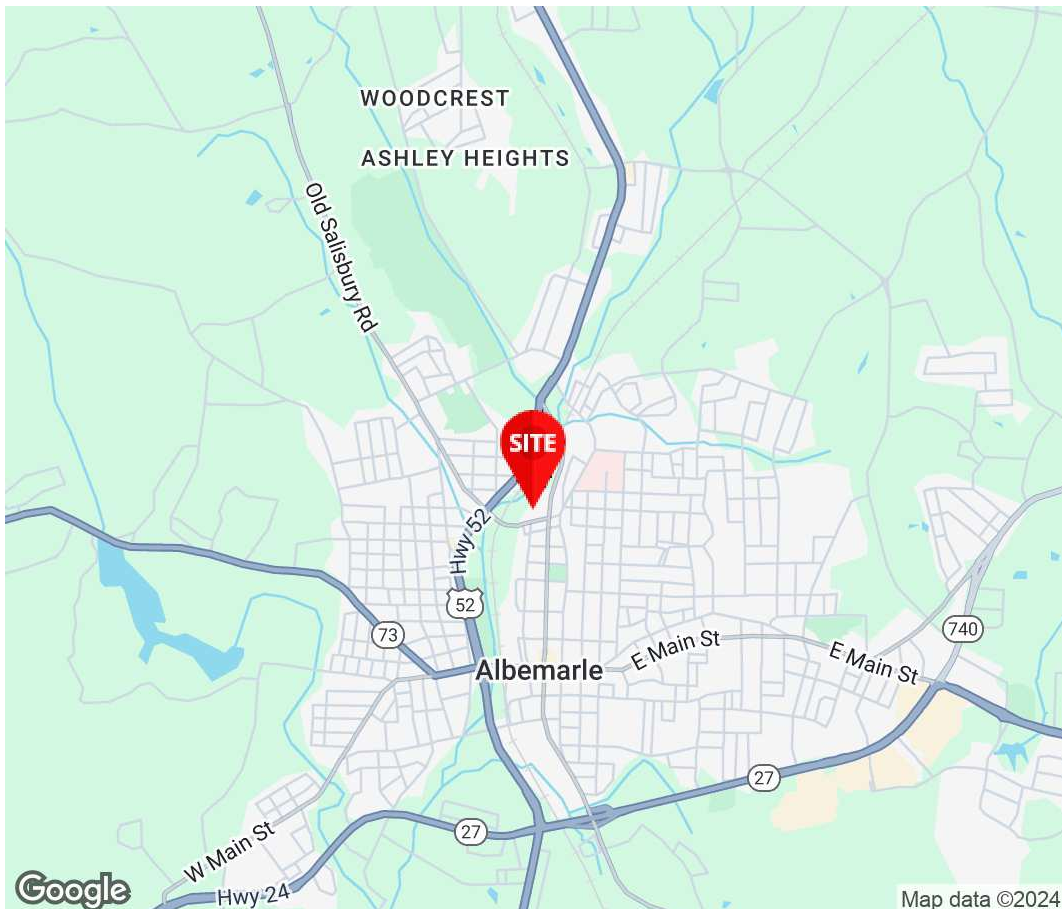 WOODCREST
ASHLEY HEIGHTS
Old Salisbury Rd
SITE
Hwy 52
52
73
740
E Main St
E Main St
Albemarle
27
27
W Main St
Hwy 24
Google
Map data ©2024